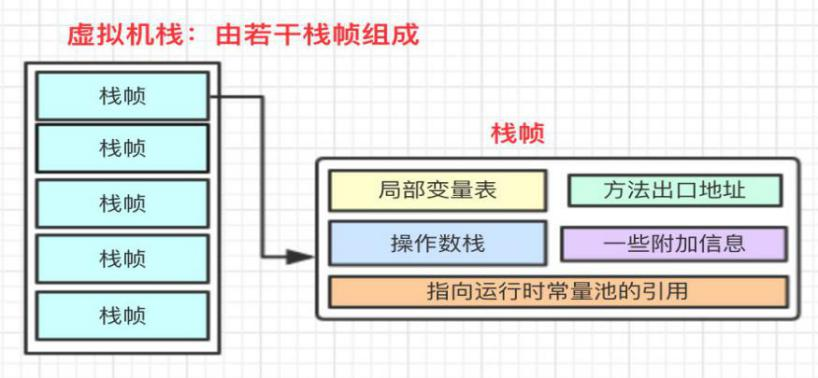 虚拟机栈：由若干栈帧组成
栈帧
栈帧
栈帧
栈帧
栈帧
栈帧
局部变量表
方法出口地址
操作数栈
一些附加信息
指向运行时常量池的引用